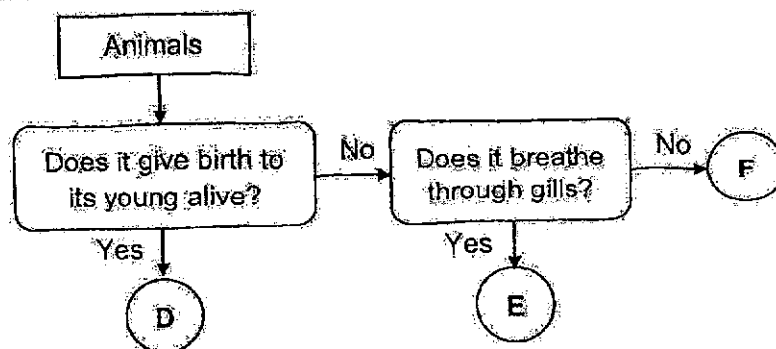 Animals
Does it give birth to
its young alive?
No
Does it breathe
through gills?
No
F
Yes
Yes
D
E